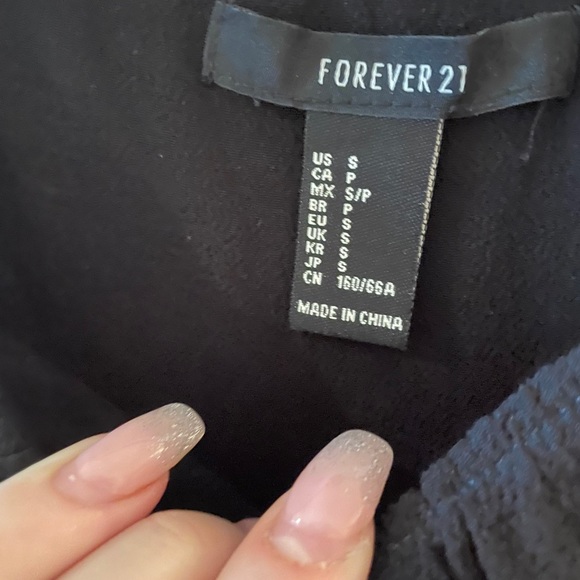 FOREVER 21
US S
CA P
MX S/P
BR P
EU S
UK S
KR S
JP S
CN 160/66A
MADE IN CHINA